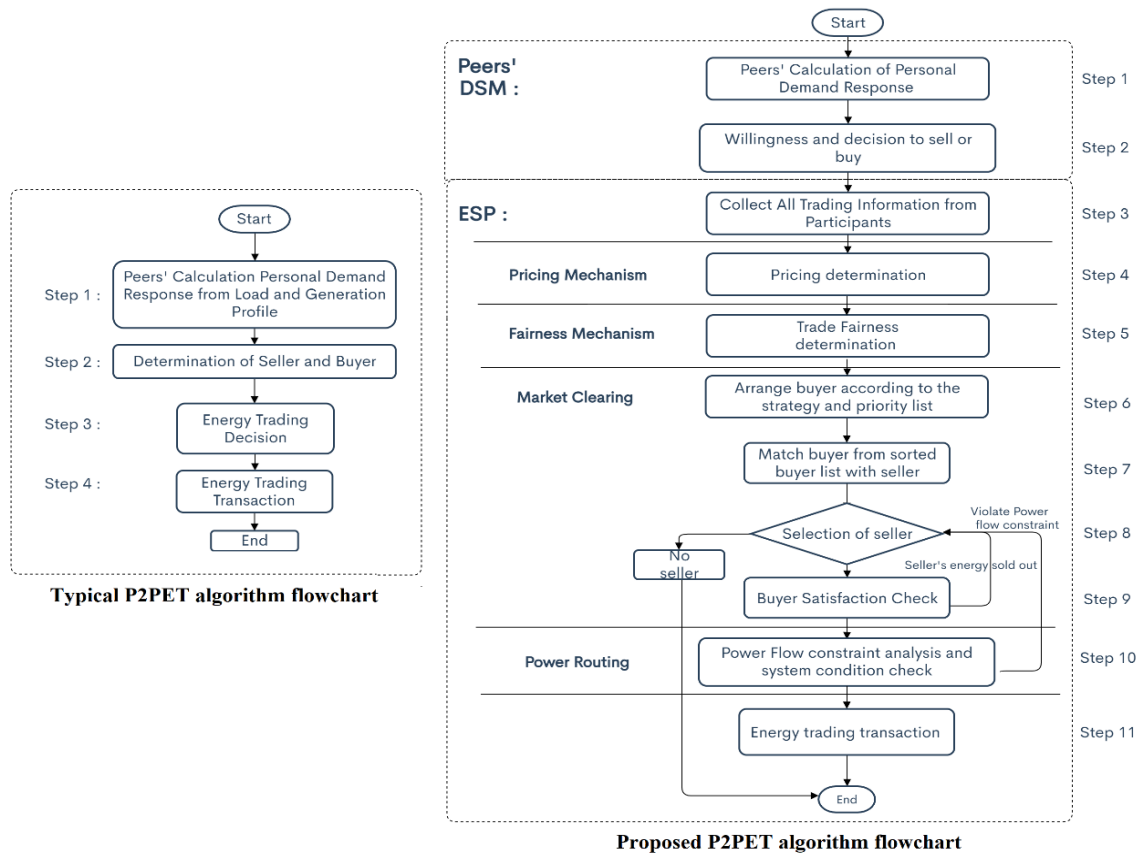 Start
Step 1 :
Peers' Calculation Personal Demand
Response from Load and Generation
Profile
Step 2 :
Determination of Seller and Buyer
Step 3 :
Energy Trading
Decision
Step 4 :
Energy Trading
Transaction
End
Typical P2PET algorithm flowchart
Start
Peers'
DSM :
Peers' Calculation of Personal
Demand Response
Step 1
Willingness and decision to sell or
buy
Step 2
ESP :
Collect All Trading Information from
Participants
Step 3
Pricing Mechanism
Pricing determination
Step 4
Fairness Mechanism
Trade Fairness
determination
Step 5
Market Clearing
Arrange buyer according to the
strategy and priority list
Step 6
Match buyer from sorted
buyer list with seller
Step 7
Violate Power
flow constraint
Selection of seller
Step 8
No
seller
Seller's energy sold out
Buyer Satisfaction Check
Step 9
Power Routing
Power Flow constraint analysis and
system condition check
Step 10
Energy trading transaction
Step 11
End
Proposed P2PET algorithm flowchart